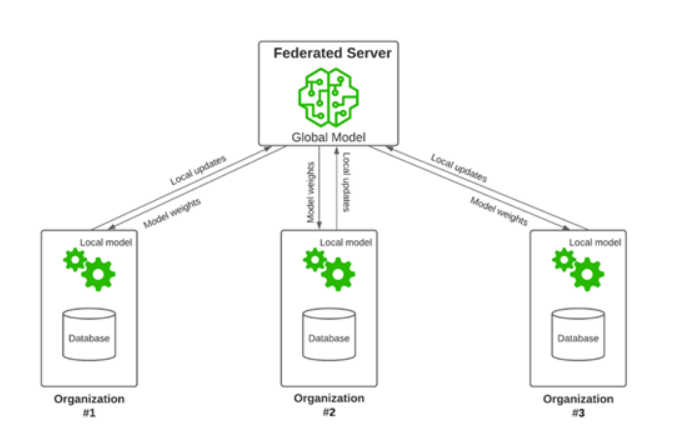 Federated Server
Global Model
Local updates
Model weights
Model weights
Local updates
Local updates
Model weights
Local model
Database
Organization
#1
Local model
Database
Organization
#2
Local model
Database
Organization
#3